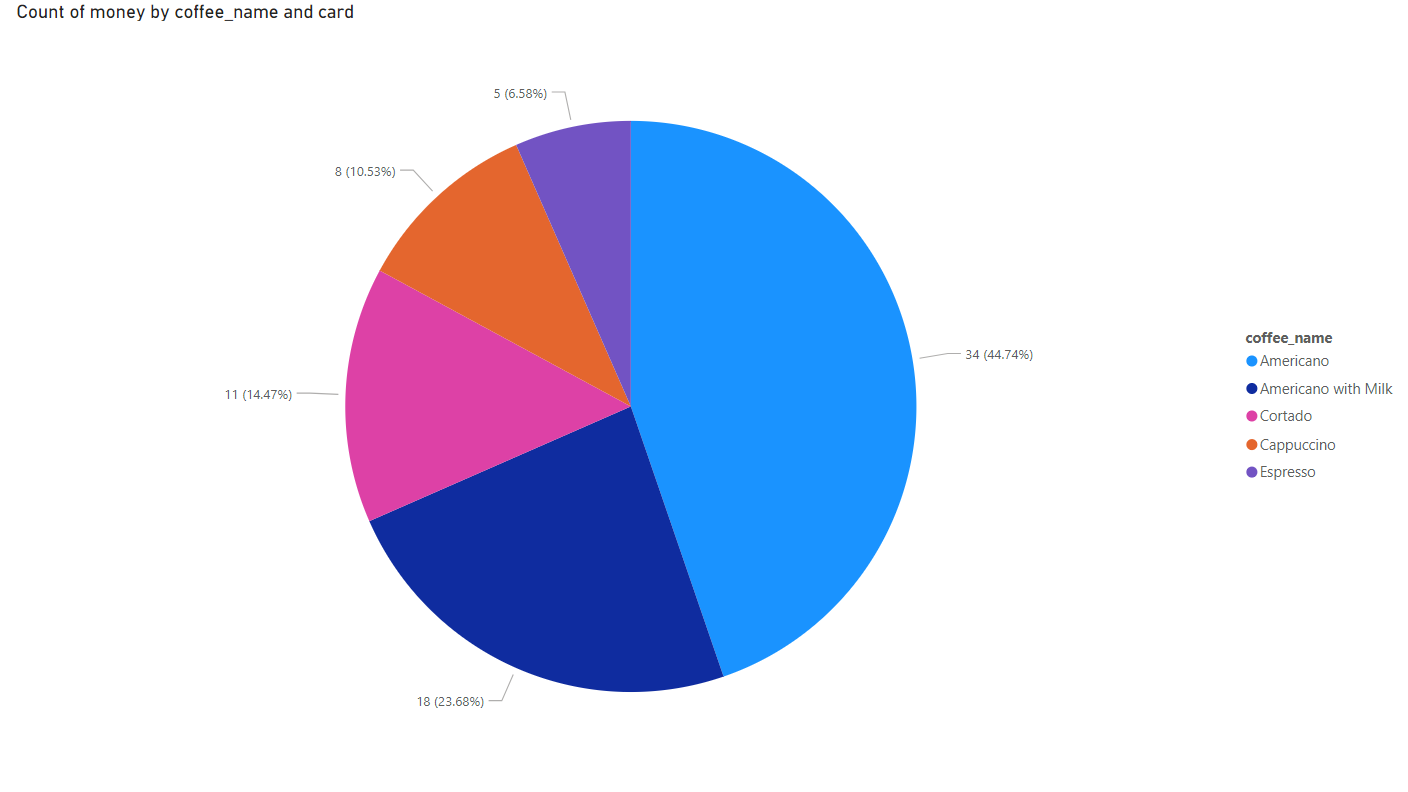 Count of money by coffee_name and card
5 (6.58%)
8 (10.53%)
34 (44.74%)
11 (14.47%)
18 (23.68%)
coffee_name
Americano
Americano with Milk
Cortado
Cappuccino
Espresso